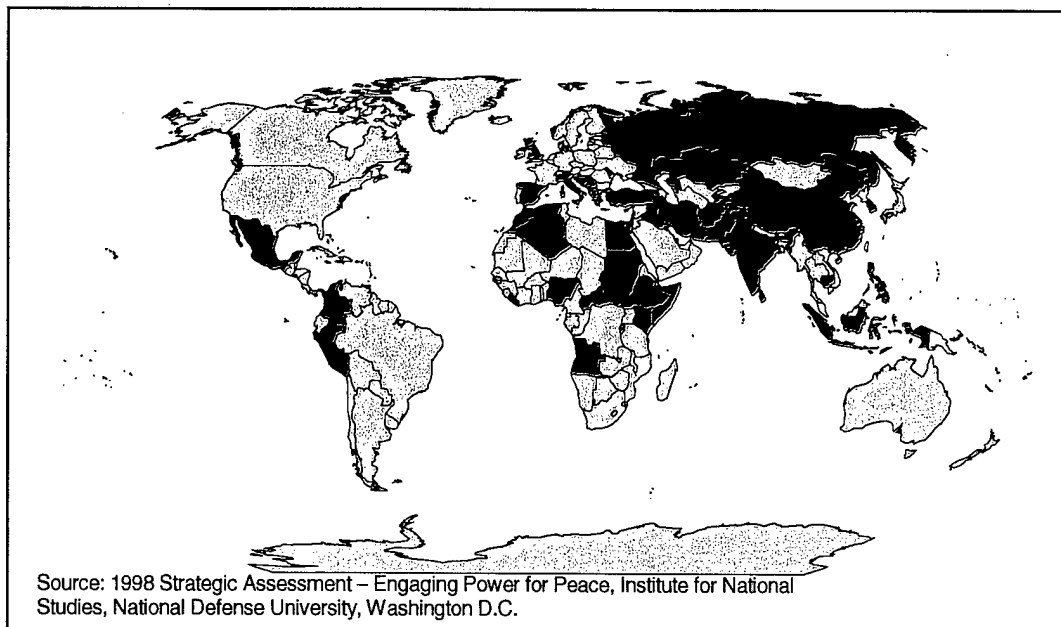 Source: 1998 Strategic Assessment – Engaging Power for Peace, Institute for National
Studies, National Defense University, Washington D.C.